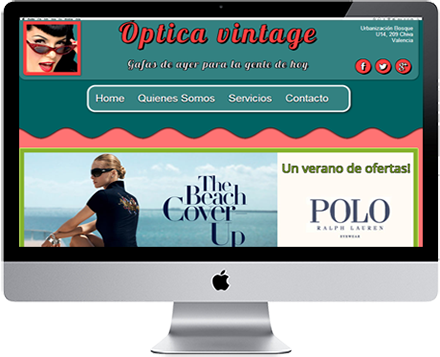 Òptica vintage
Gafas de ayer para la gente de hoy
Urbanización Bosque
U14, 209 Chiva
Valencia
Home Quienes Somos Servicios Contacto
The
Beach
Cover
Up
Un verano de ofertas!
POLO
RALPH LAUREN
EYEWEAR